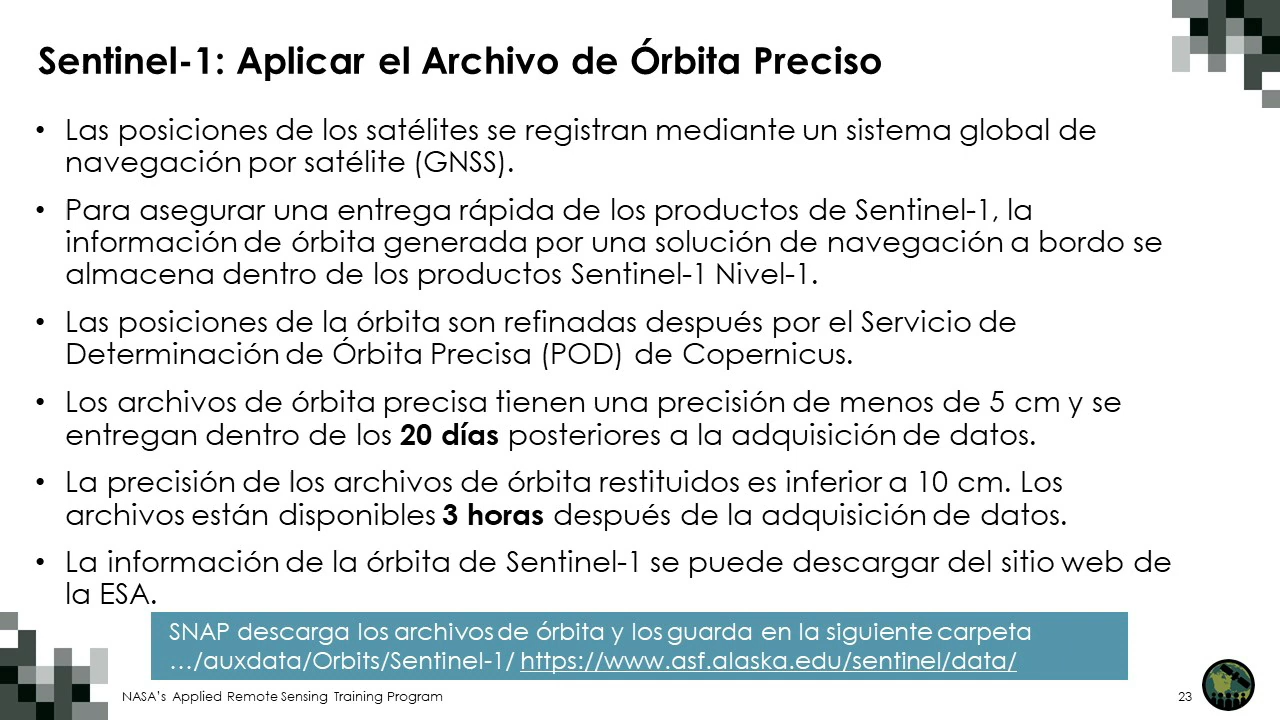 Sentinel-1: Aplicar el Archivo de Órbita Preciso
• Las posiciones de los satélites se registran mediante un sistema global de
navegación por satélite (GNSS).
• Para asegurar una entrega rápida de los productos de Sentinel-1, la
información de órbita generada por una solución de navegación a bordo se
almacena dentro de los productos Sentinel-1 Nivel-1.
• Las posiciones de la órbita son refinadas después por el Servicio de
Determinación de Órbita Precisa (POD) de Copernicus.
• Los archivos de órbita precisa tienen una precisión de menos de 5 cm y se
entregan dentro de los 20 días posteriores a la adquisición de datos.
• La precisión de los archivos de órbita restituidos es inferior a 10 cm. Los
archivos están disponibles 3 horas después de la adquisición de datos.
• La información de la órbita de Sentinel-1 se puede descargar del sitio web de
la ESA.
SNAP descarga los archivos de órbita y los guarda en la siguiente carpeta
…/auxdata/Orbits/Sentinel-1/ https://www.asf.alaska.edu/sentinel/data/
NASA's Applied Remote Sensing Training Program
23